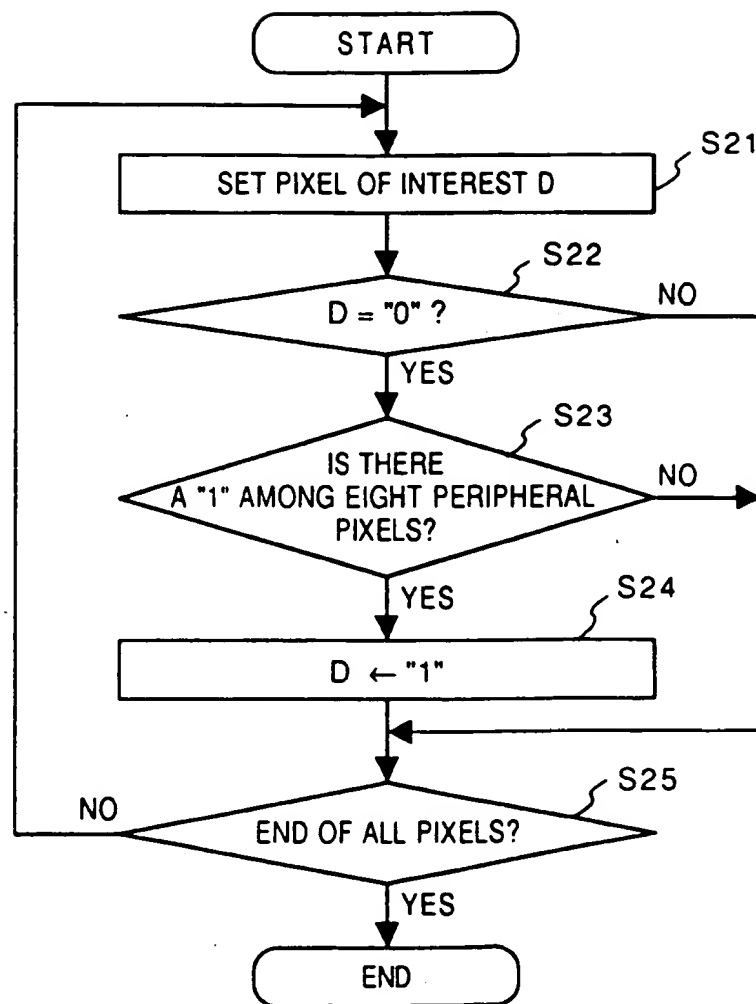 START
SET PIXEL OF INTEREST D
S21
D = "0" ?
S22
NO
YES
IS THERE
A "1" AMONG EIGHT PERIPHERAL
PIXELS?
S23
NO
YES
D ← "1"
S24
END OF ALL PIXELS?
S25
NO
YES
END